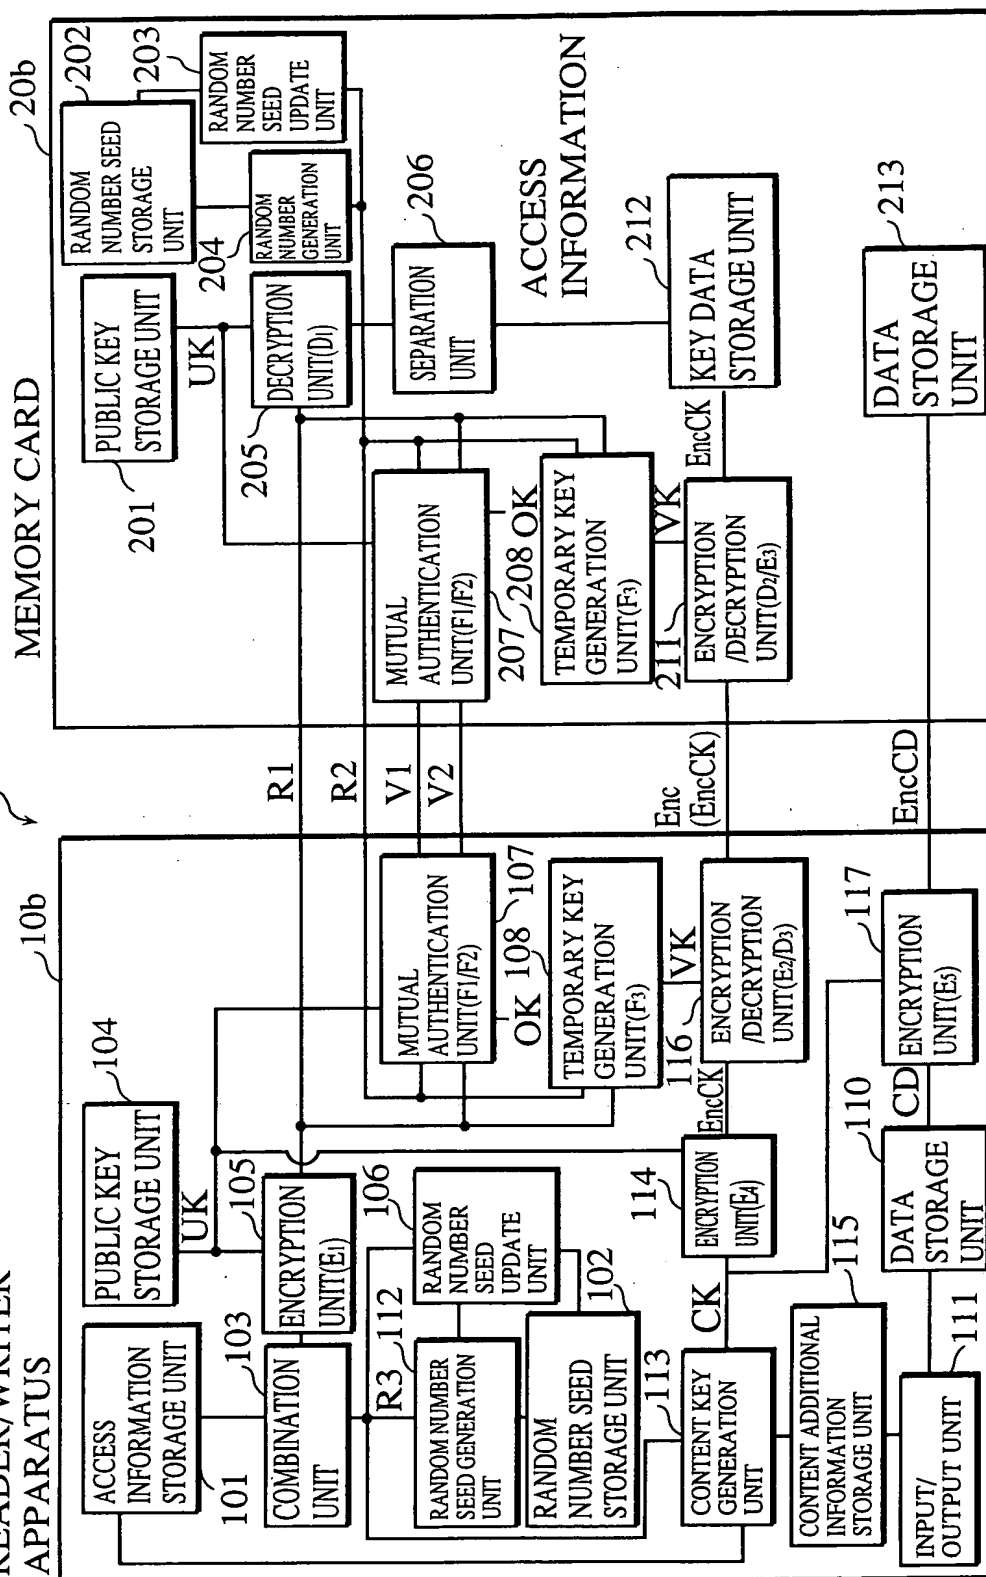 READER/WRITER
APPARATUS
10b
ACCESS
INFORMATION
STORAGE UNIT
101
PUBLIC KEY
STORAGE UNIT
104
UK
103
COMBINATION
UNIT
105
ENCRYPTION
UNIT(E1)
R3
112
RANDOM NUMBER
SEED GENERATION
UNIT
106
RANDOM
NUMBER
SEED
UPDATE
UNIT
RANDOM
NUMBER SEED
STORAGE UNIT
102
MUTUAL
AUTHENTICATION
UNIT(F1/F2)
107
OK
108
TEMPORARY KEY
GENERATION
UNIT(F3)
VK
113
CONTENT KEY
GENERATION
UNIT
CK
114
ENCRYPTION
UNIT(E4)
EncCK
116
ENCRYPTION
/DECRYPTION
UNIT(E2/D3)
CONTENT ADDITIONAL
INFORMATION
STORAGE UNIT
115
INPUT/
OUTPUT UNIT
111
DATA
STORAGE
UNIT
110
CD
ENCRYPTION
UNIT(E5)
117
R1
R2
V1
V2
Enc
(EncCK)
EncCD
MEMORY CARD
20b
PUBLIC KEY
STORAGE UNIT
201
UK
RANDOM
NUMBER SEED
STORAGE
UNIT
202
203
RANDOM
NUMBER
SEED
UPDATE
UNIT
204
RANDOM
NUMBER
GENERATION
UNIT
205
DECRYPTION
UNIT(D1)
SEPARATION
UNIT
206
ACCESS
INFORMATION
MUTUAL
AUTHENTICATION
UNIT(F1/F2)
207
OK
208
TEMPORARY KEY
GENERATION
UNIT(F3)
VK
211
ENCRYPTION
/DECRYPTION
UNIT(D2/E3)
EncCK
212
KEY DATA
STORAGE UNIT
DATA
STORAGE
UNIT
213